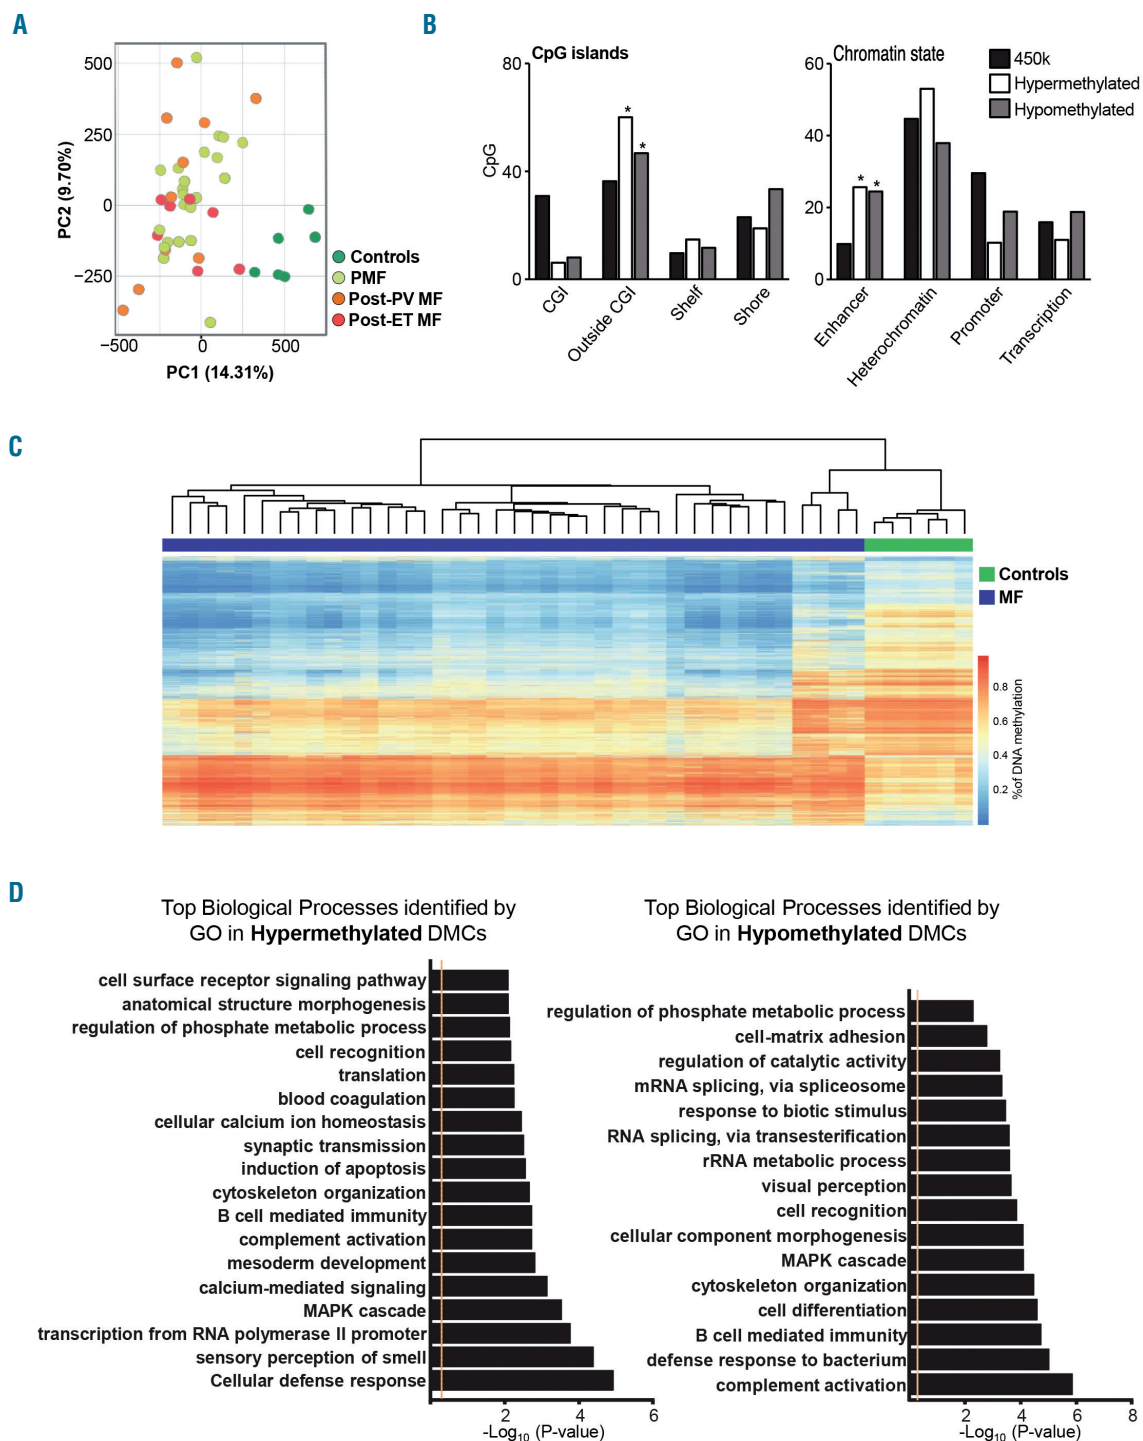 A
500
250
0
−250
−500
0
500
PC2 (9.70%)
PC1 (14.31%)
Controls
PMF
Post-PV MF
Post-ET MF
B
CpG islands
80
40
0
CpG
CGI
Outside CGI
Shelf
Shore
*
*
Chromatin state
60
40
20
0
Enhancer
Heterochromatin
Promoter
Transcription
* *
450k
Hypermethylated
Hypomethylated
C
Controls
MF
0.8
0.6
0.4
0.2
%of DNA methylation
D
Top Biological Processes identified by
GO in Hypermethylated DMCs
cell surface receptor signaling pathway
anatomical structure morphogenesis
regulation of phosphate metabolic process
cell recognition
translation
blood coagulation
cellular calcium ion homeostasis
synaptic transmission
induction of apoptosis
cytoskeleton organization
B cell mediated immunity
complement activation
mesoderm development
calcium-mediated signaling
MAPK cascade
transcription from RNA polymerase II promoter
sensory perception of smell
Cellular defense response
2 4 6
-Log10 (P-value)
Top Biological Processes identified by
GO in Hypomethylated DMCs
regulation of phosphate metabolic process
cell-matrix adhesion
regulation of catalytic activity
mRNA splicing, via spliceosome
response to biotic stimulus
RNA splicing, via transesterification
rRNA metabolic process
visual perception
cell recognition
cellular component morphogenesis
MAPK cascade
cytoskeleton organization
cell differentiation
B cell mediated immunity
defense response to bacterium
complement activation
2 4 6 8
-Log10 (P-value)